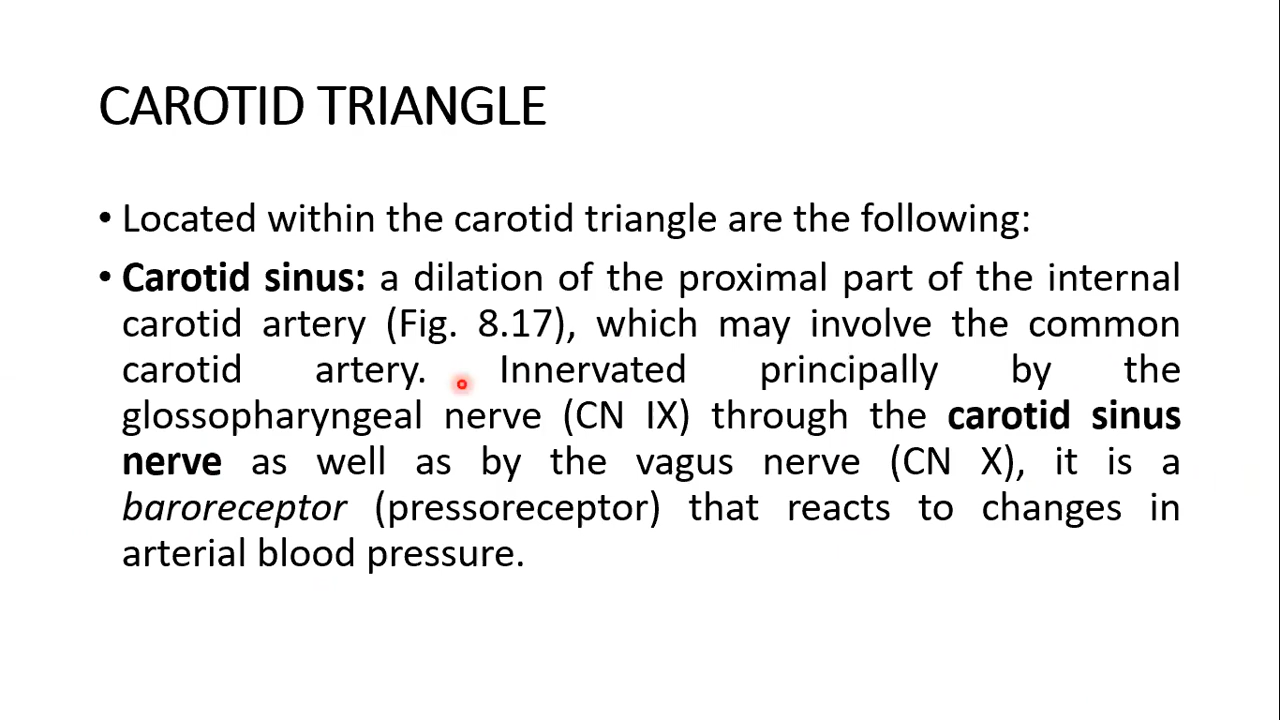 CAROTID TRIANGLE
• Located within the carotid triangle are the following:
• Carotid sinus: a dilation of the proximal part of the internal
carotid artery (Fig. 8.17), which may involve the common
carotid artery. Innervated principally by the
glossopharyngeal nerve (CN IX) through the carotid sinus
nerve as well as by the vagus nerve (CN X), it is a
baroreceptor (pressoreceptor) that reacts to changes in
arterial blood pressure.